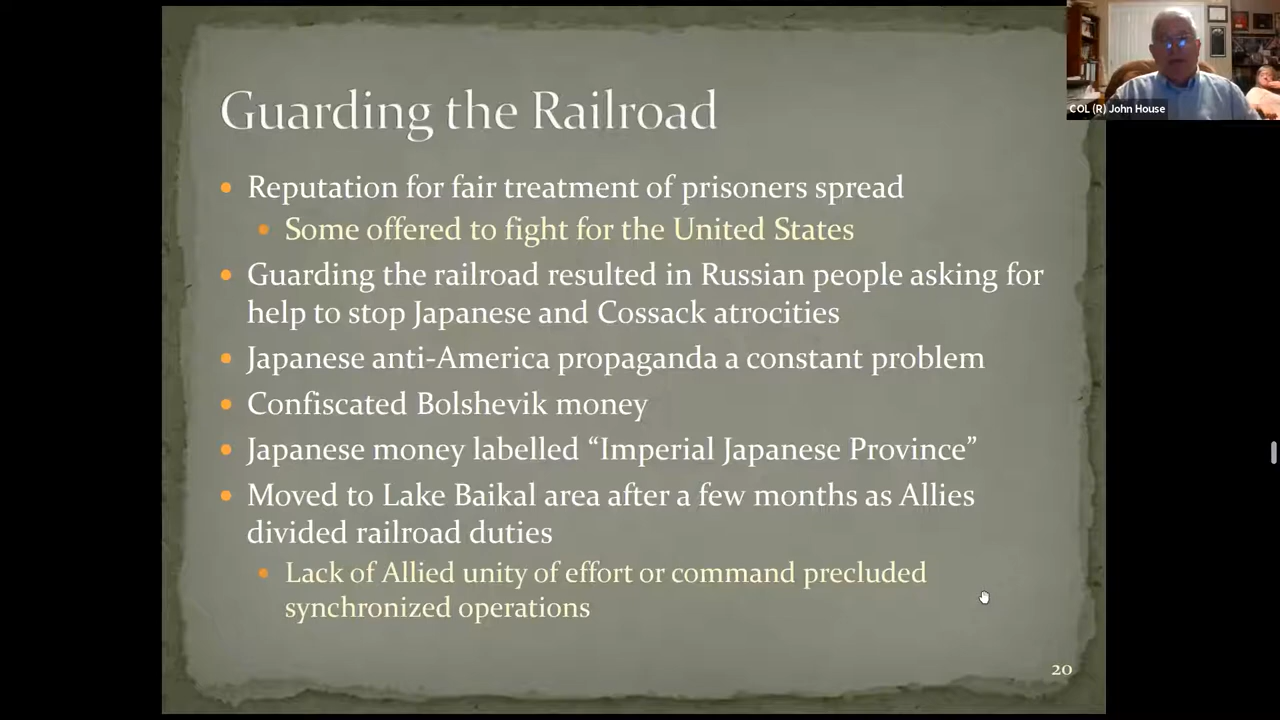 Guarding the Railroad
COL (R) John House
Reputation for fair treatment of prisoners spread
Some offered to fight for the United States
Guarding the railroad resulted in Russian people asking for
help to stop Japanese and Cossack atrocities
Japanese anti-America propaganda a constant problem
Confiscated Bolshevik money
Japanese money labelled “Imperial Japanese Province”
Moved to Lake Baikal area after a few months as Allies
divided railroad duties
Lack of Allied unity of effort or command precluded
synchronized operations
20